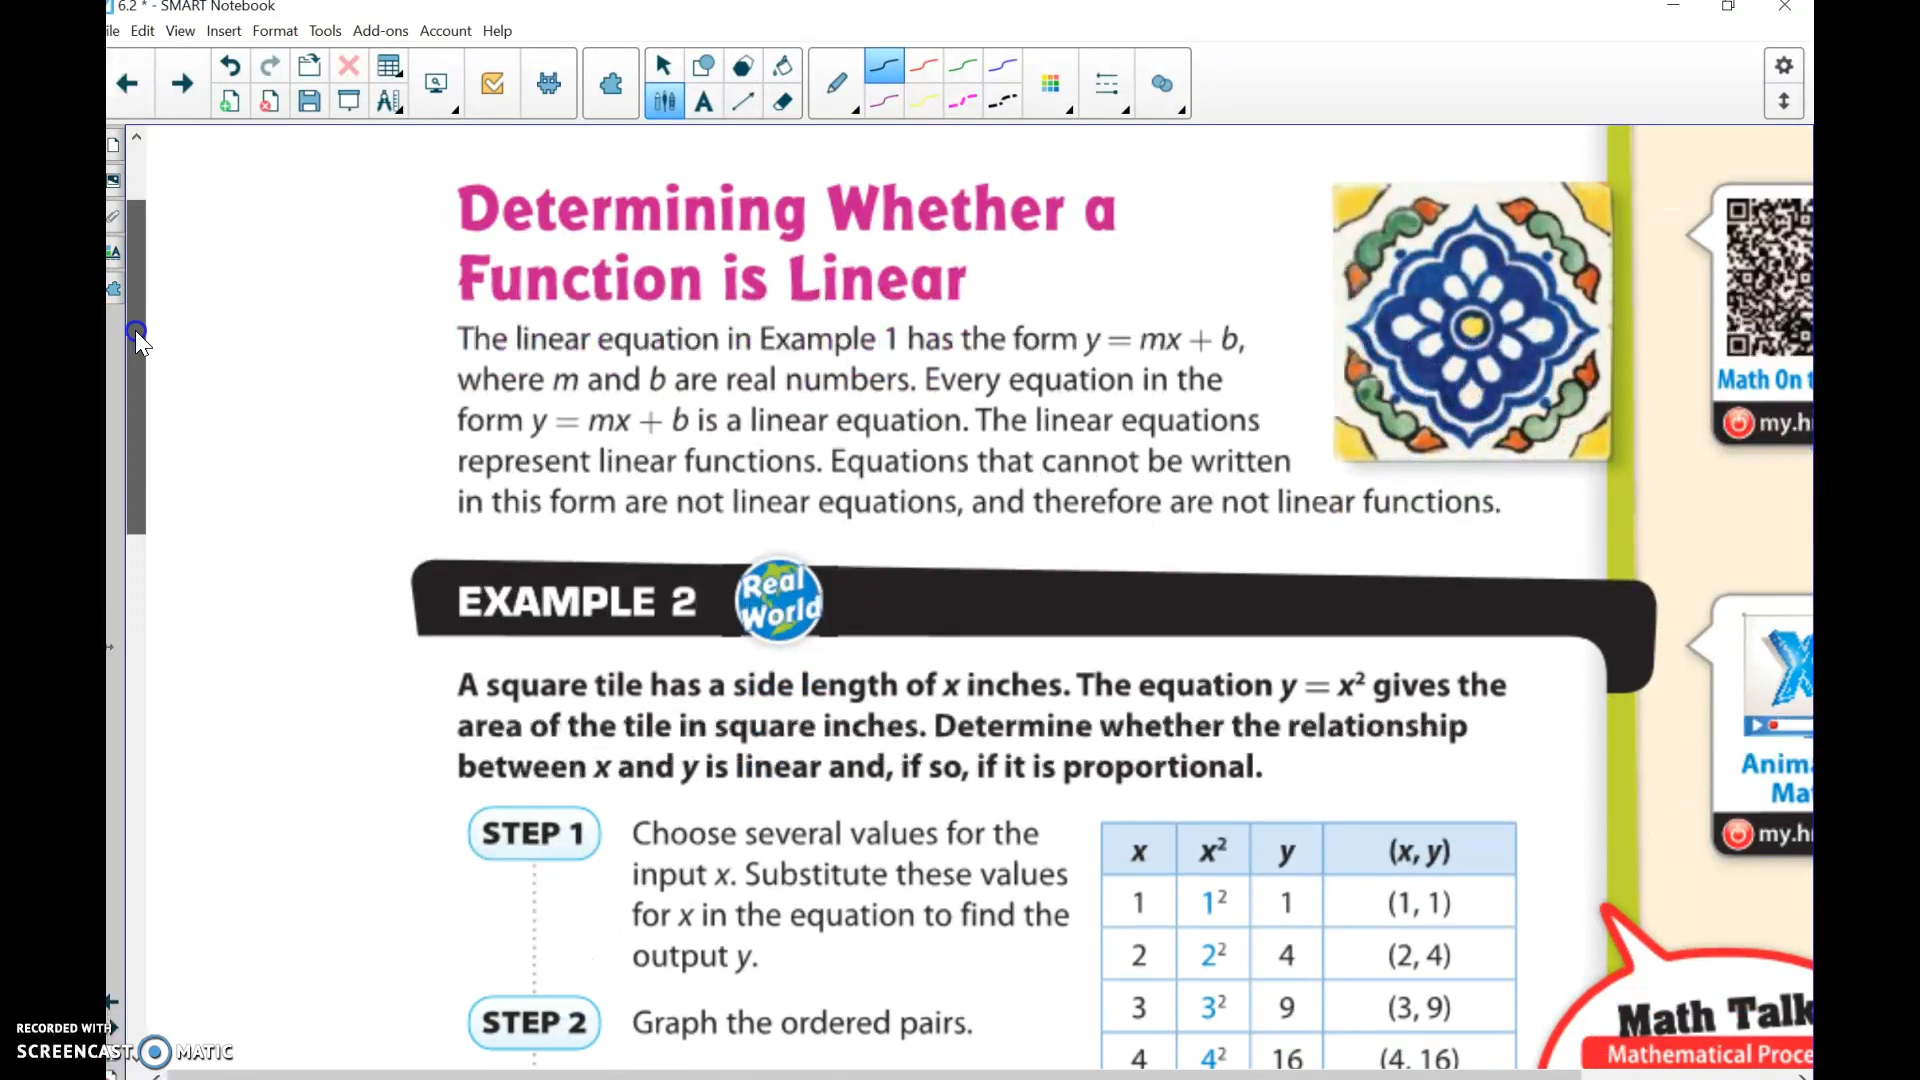 6.2 * - SMART Notebook
ile Edit View Insert Format Tools Add-ons Account Help
Determining Whether a
Function is Linear
The linear equation in Example 1 has the form y = mx + b,
where m and b are real numbers. Every equation in the
form y = mx + b is a linear equation. The linear equations
represent linear functions. Equations that cannot be written
in this form are not linear equations, and therefore are not linear functions.
Math On t
my.h
EXAMPLE 2 Real World
A square tile has a side length of x inches. The equation y = x² gives the
area of the tile in square inches. Determine whether the relationship
between x and y is linear and, if so, if it is proportional.
Anima
Ma
my.h
STEP 1 Choose several values for the
input x. Substitute these values
for x in the equation to find the
output y.
x x² y (x, y)
1 1² 1 (1, 1)
2 2² 4 (2, 4)
3 3² 9 (3, 9)
4 4² 16 (4, 16)
STEP 2 Graph the ordered pairs.
Math Talk
Mathematical Proce
RECORDED WITH
SCREENCAST MATIC